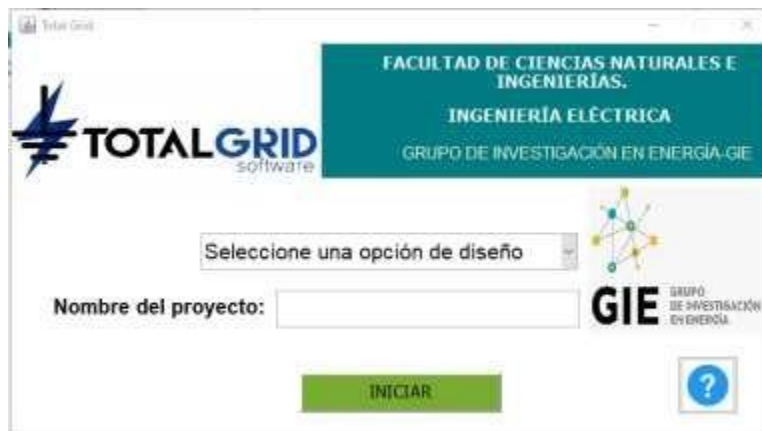 Total Grid
FACULTAD DE CIENCIAS NATURALES E
INGENIERÍAS.
INGENIERÍA ELÉCTRICA
GRUPO DE INVESTIGACIÓN EN ENERGÍA-GIE
TOTALGRID
software
Seleccione una opción de diseño
Nombre del proyecto:
GIE
GRUPO
DE INVESTIGACIÓN
EN ENERGÍA
INICIAR
?